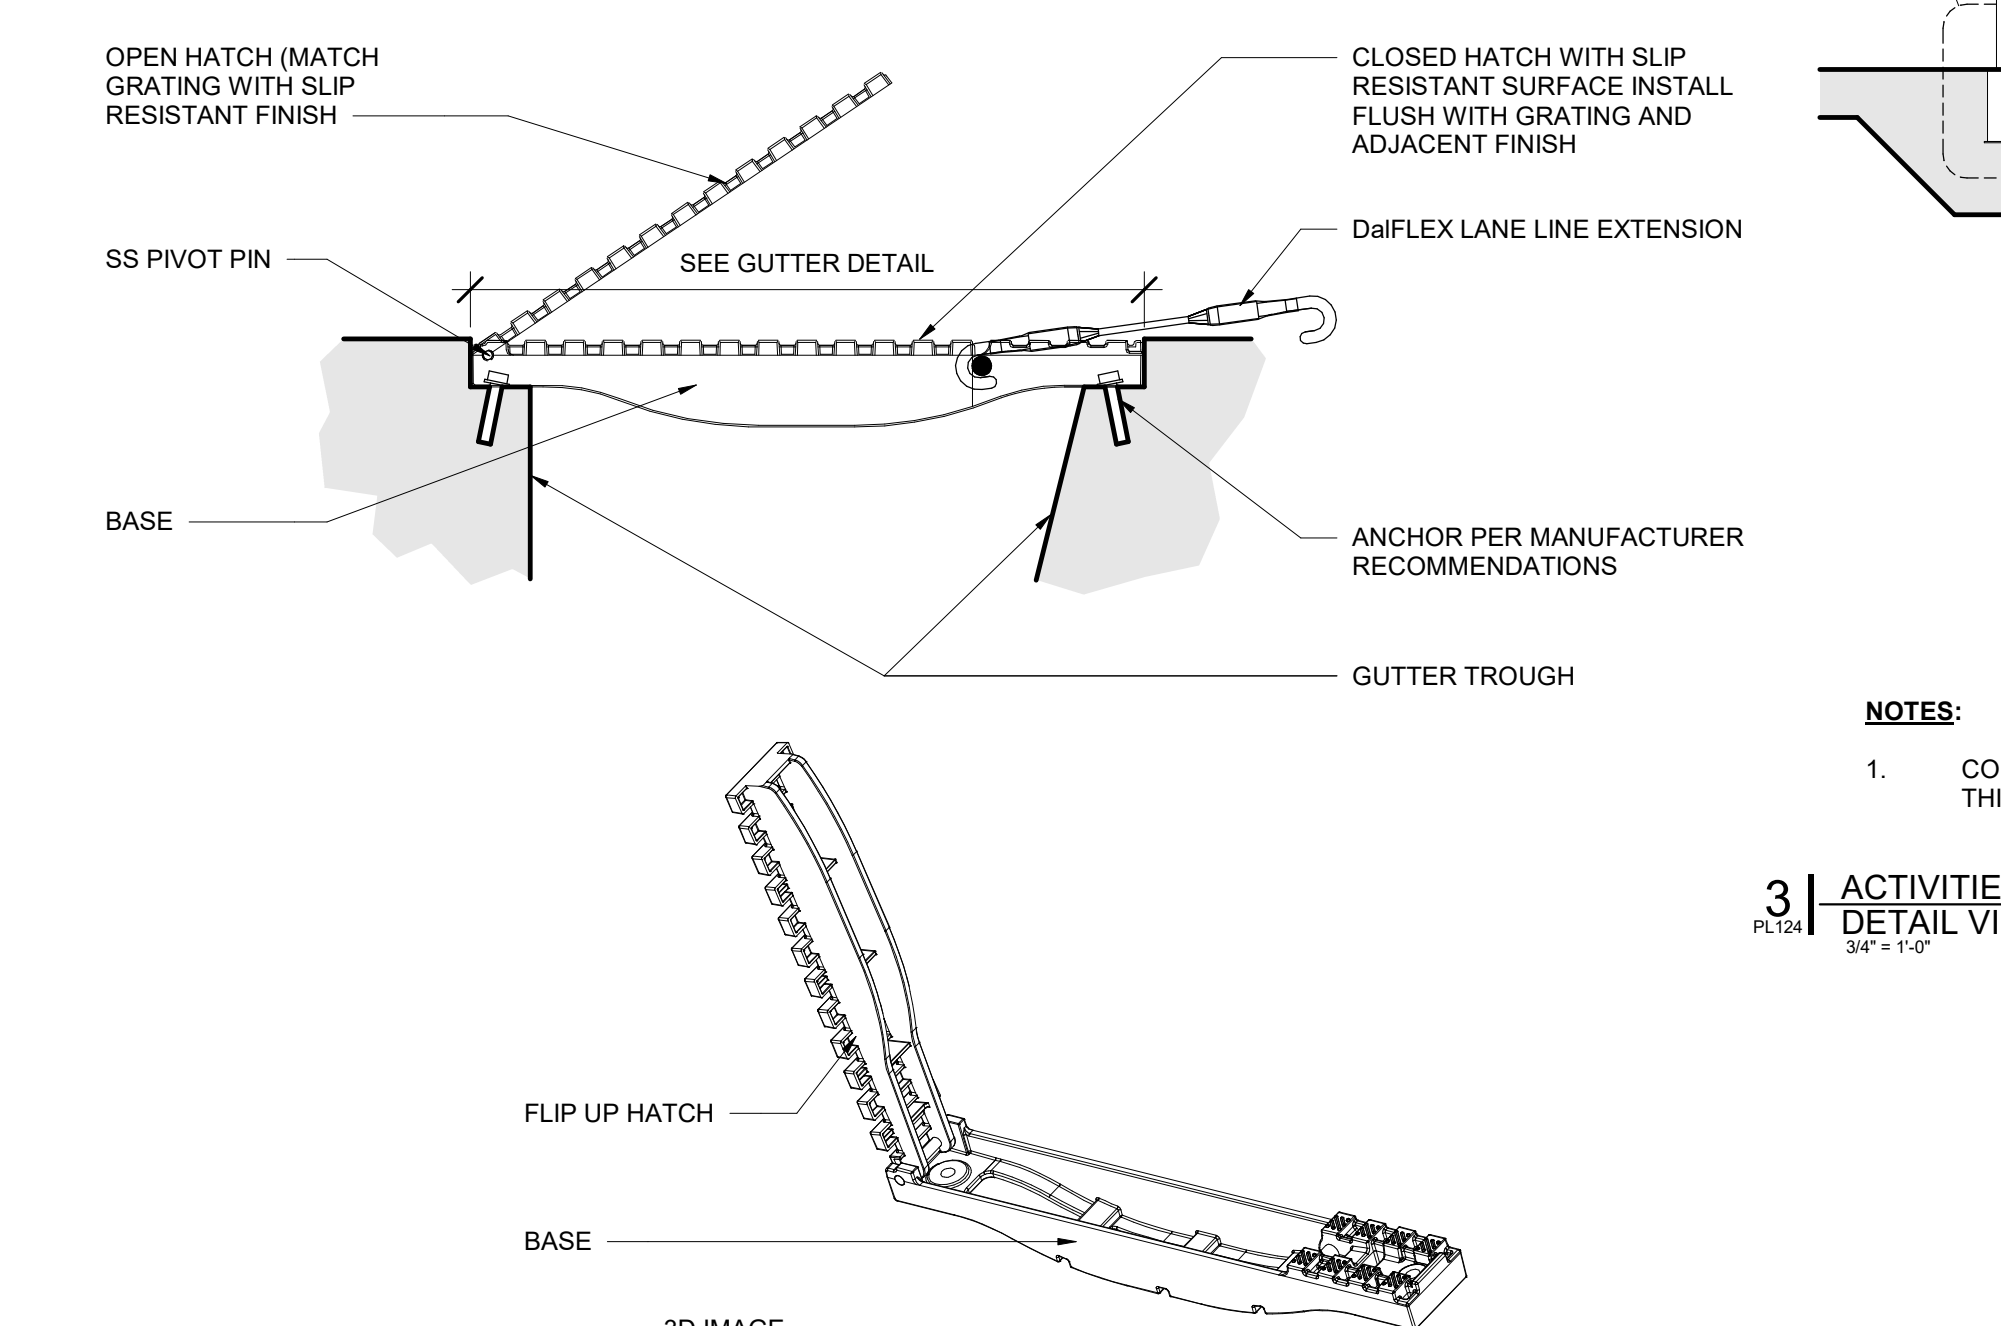 OPEN HATCH (MATCH
GRATING WITH SLIP
RESISTANT FINISH
SS PIVOT PIN
BASE
SEE GUTTER DETAIL
CLOSED HATCH WITH SLIP
RESISTANT SURFACE INSTALL
FLUSH WITH GRATING AND
ADJACENT FINISH
DalFLEX LANE LINE EXTENSION
ANCHOR PER MANUFACTURER
RECOMMENDATIONS
GUTTER TROUGH
FLIP UP HATCH
BASE
3D IMAGE
NOTES:
1. CO
THI
3
PL124
ACTIVITIE
DETAIL VI
3/4" = 1'-0"